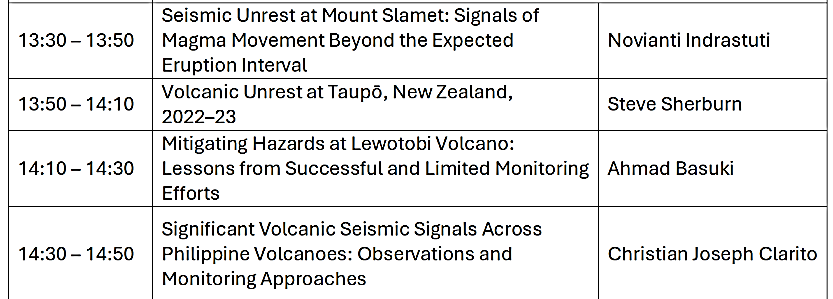 13:30 – 13:50
Seismic Unrest at Mount Slamet: Signals of
Magma Movement Beyond the Expected
Eruption Interval
Novianti Indrastuti
13:50 – 14:10
Volcanic Unrest at Taupō, New Zealand,
2022–23
Steve Sherburn
14:10 – 14:30
Mitigating Hazards at Lewotobi Volcano:
Lessons from Successful and Limited Monitoring
Efforts
Ahmad Basuki
14:30 – 14:50
Significant Volcanic Seismic Signals Across
Philippine Volcanoes: Observations and
Monitoring Approaches
Christian Joseph Clarito